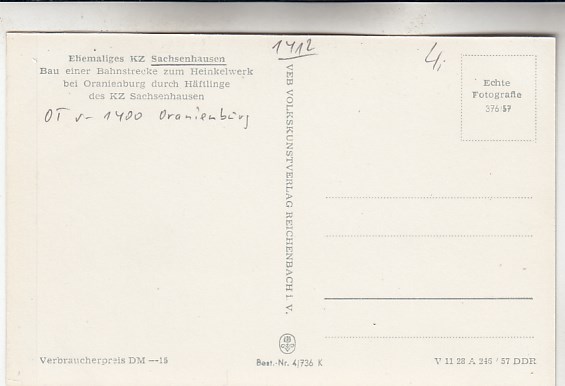 Ehemaliges KZ Sachsenhausen
Bau einer Bahnstrecke zum Heinkelwerk
bei Oranienburg durch Häftlinge
des KZ Sachsenhausen
OT v- 1400 Oranienburg
1412
4,-
Echte
Fotografie
376/57
VEB VOLKSKUNSTVERLAG REICHENBACH I. V.
Verbraucherpreis DM —15
Best.-Nr. 4/736 K
V 11 28 A 246 / 57 DDR